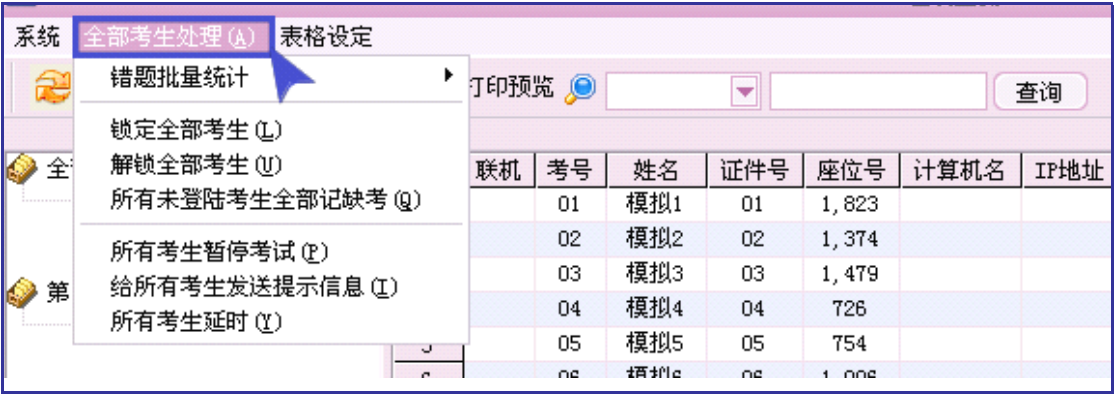 系统 全部考生处理(A) 表格设定
错题批量统计
打印预览 查询
锁定全部考生(L)
解锁全部考生(U)
所有未登陆考生全部记缺考(Q)
所有考生暂停考试(P)
给所有考生发送提示信息(I)
所有考生延时(Y)
全
第
联机 考号 姓名 证件号 座位号 计算机名 IP地址
01 模拟1 01 1,823
02 模拟2 02 1,374
03 模拟3 03 1,479
04 模拟4 04 726
05 模拟5 05 754
06 模拟6 06